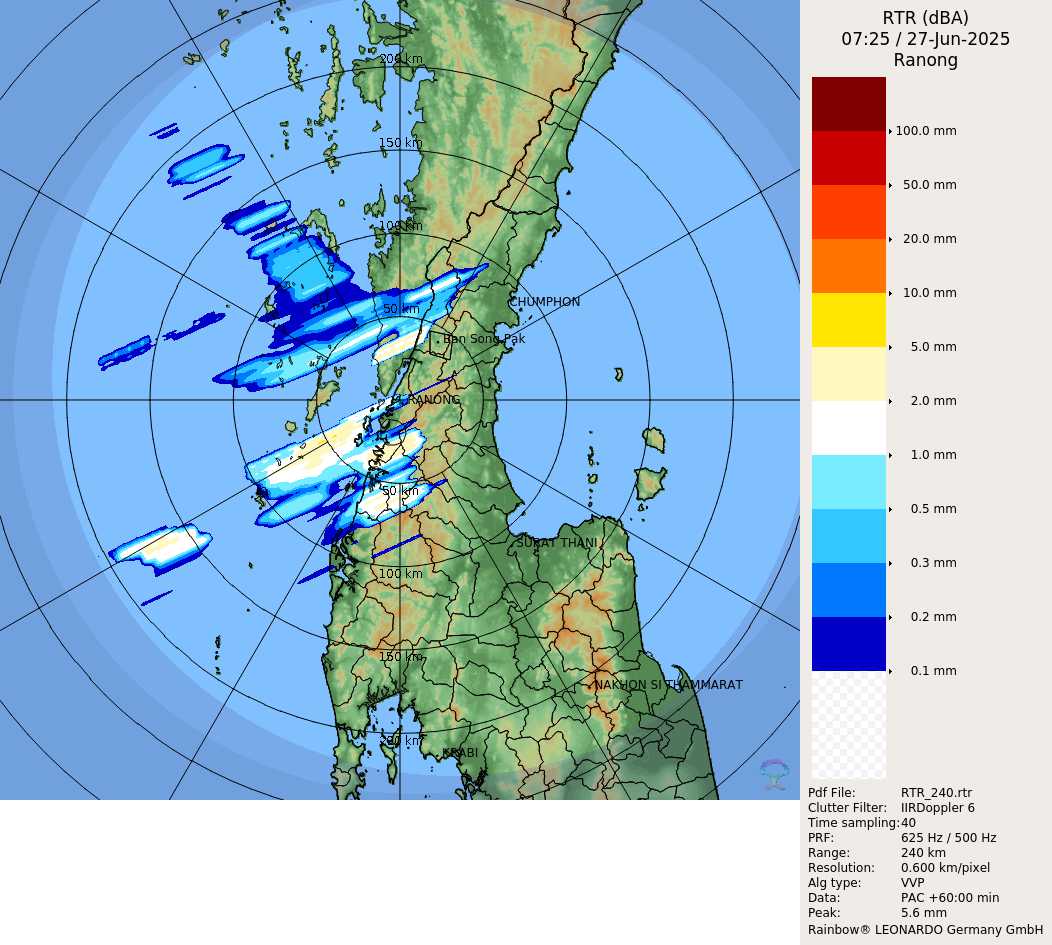 RTR (dBA)
07:25 / 27-Jun-2025
Ranong
200 km
150 km
100 km
50 km
CHUMPHON
Ban Song Pak
RANONG
50 km
SURAT THANI
100 km
150 km
NAKHON SI THAMMARAT
200 km
KRABI
100.0 mm
50.0 mm
20.0 mm
10.0 mm
5.0 mm
2.0 mm
1.0 mm
0.5 mm
0.3 mm
0.2 mm
0.1 mm
Pdf File: RTR_240.rtr
Clutter Filter: IIRDoppler 6
Time sampling:40
PRF: 625 Hz / 500 Hz
Range: 240 km
Resolution: 0.600 km/pixel
Alg type: VVP
Data: PAC +60:00 min
Peak: 5.6 mm
Rainbow® LEONARDO Germany GmbH